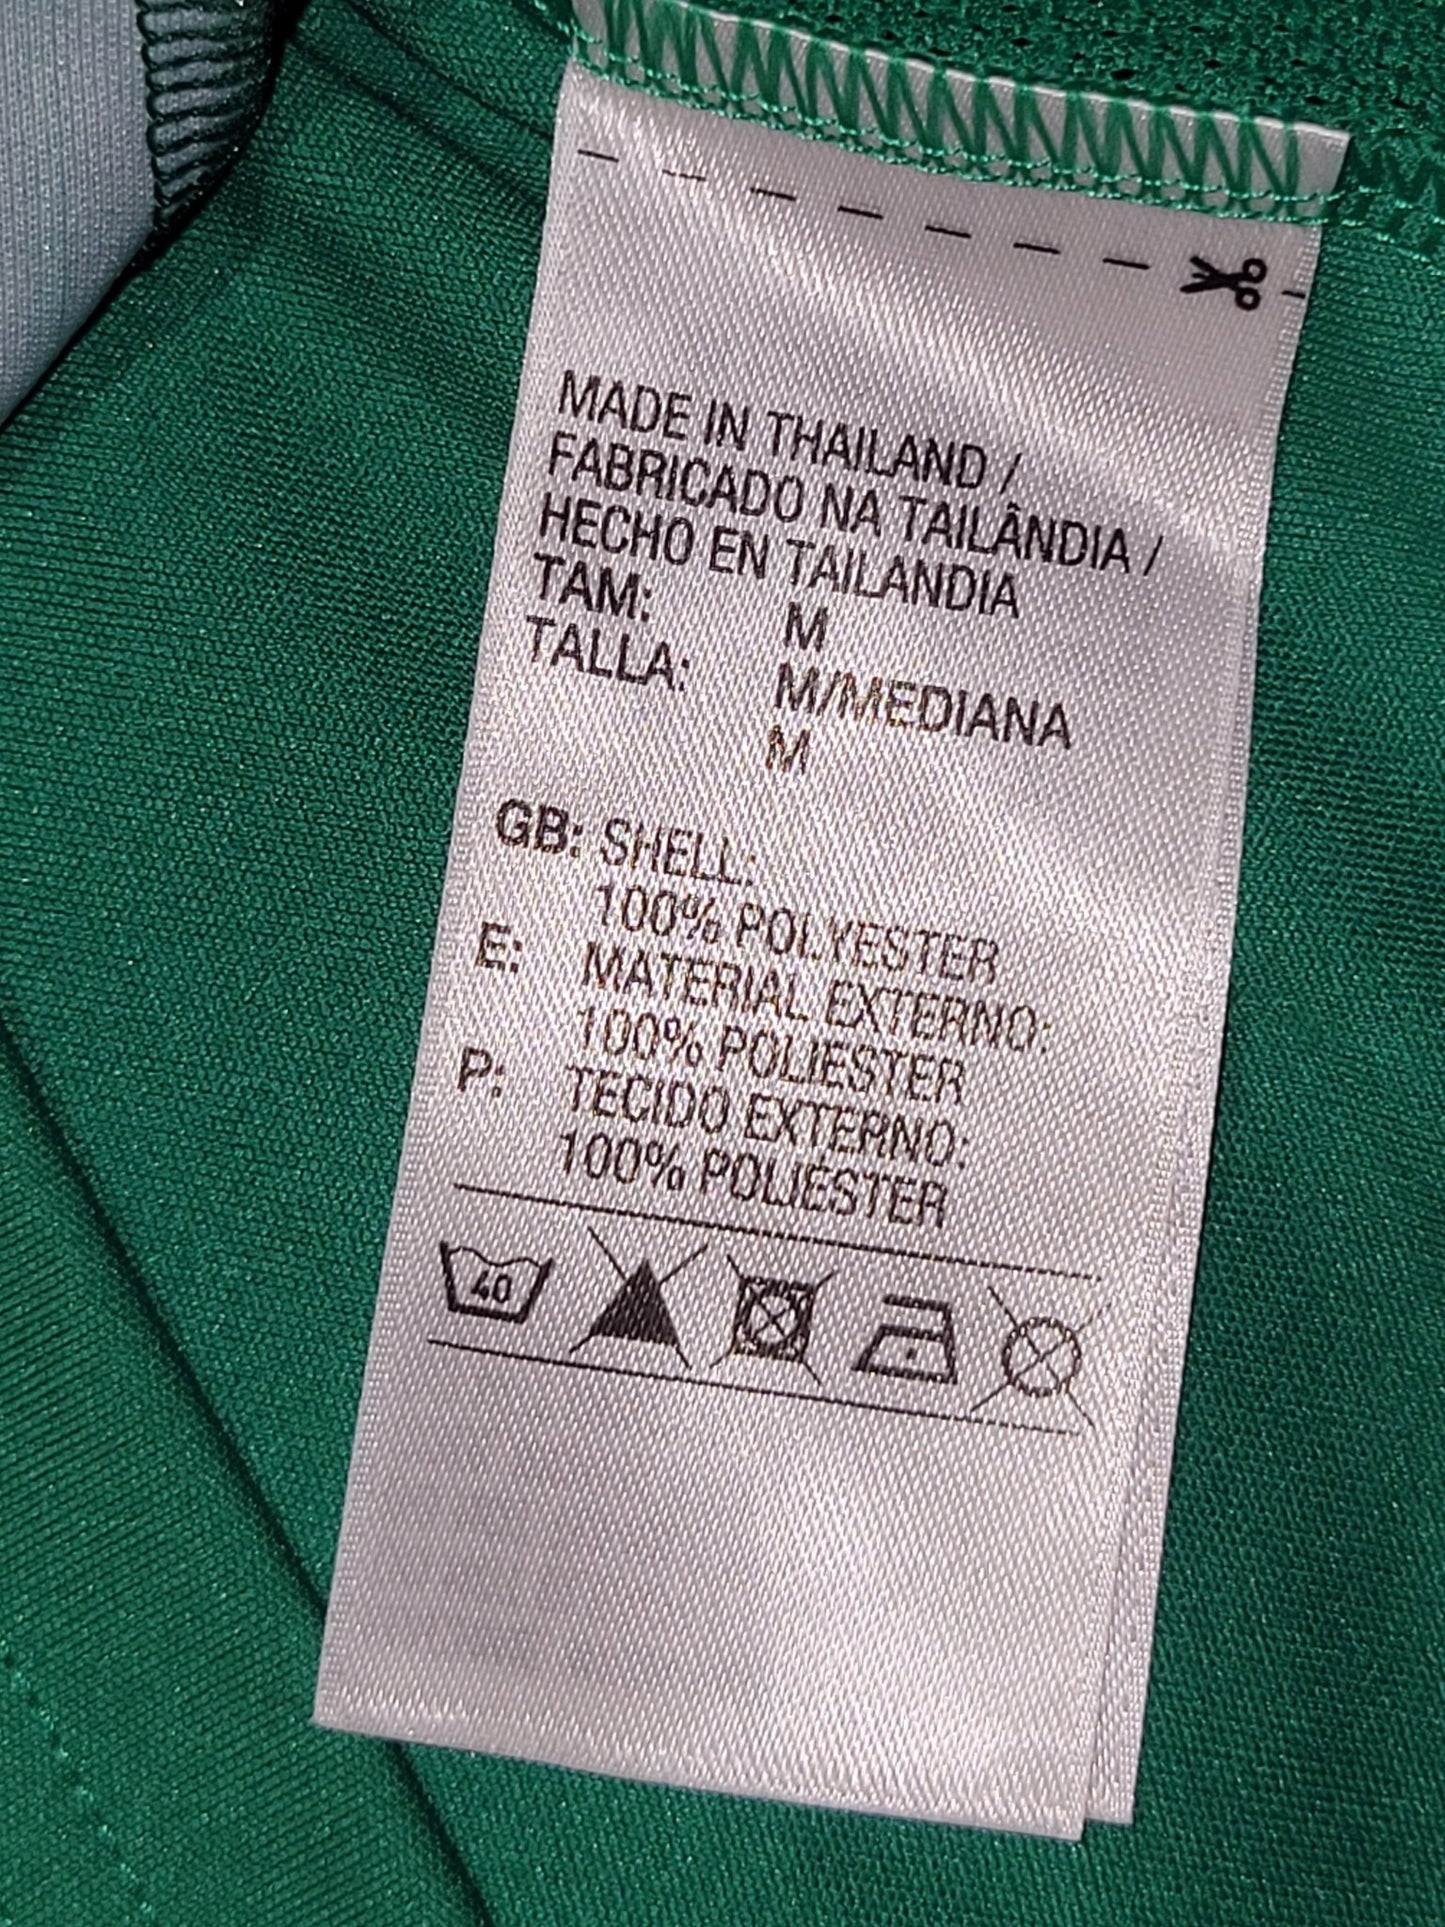 MADE IN THAILAND /
FABRICADO NA TAILÂNDIA /
HECHO EN TAILANDIA
TAM: M
TALLA: M/MEDIANA
M
GB: SHELL:
100% POLYESTER
E: MATERIAL EXTERNO:
100% POLIESTER
P: TECIDO EXTERNO:
100% POLIÉSTER
40